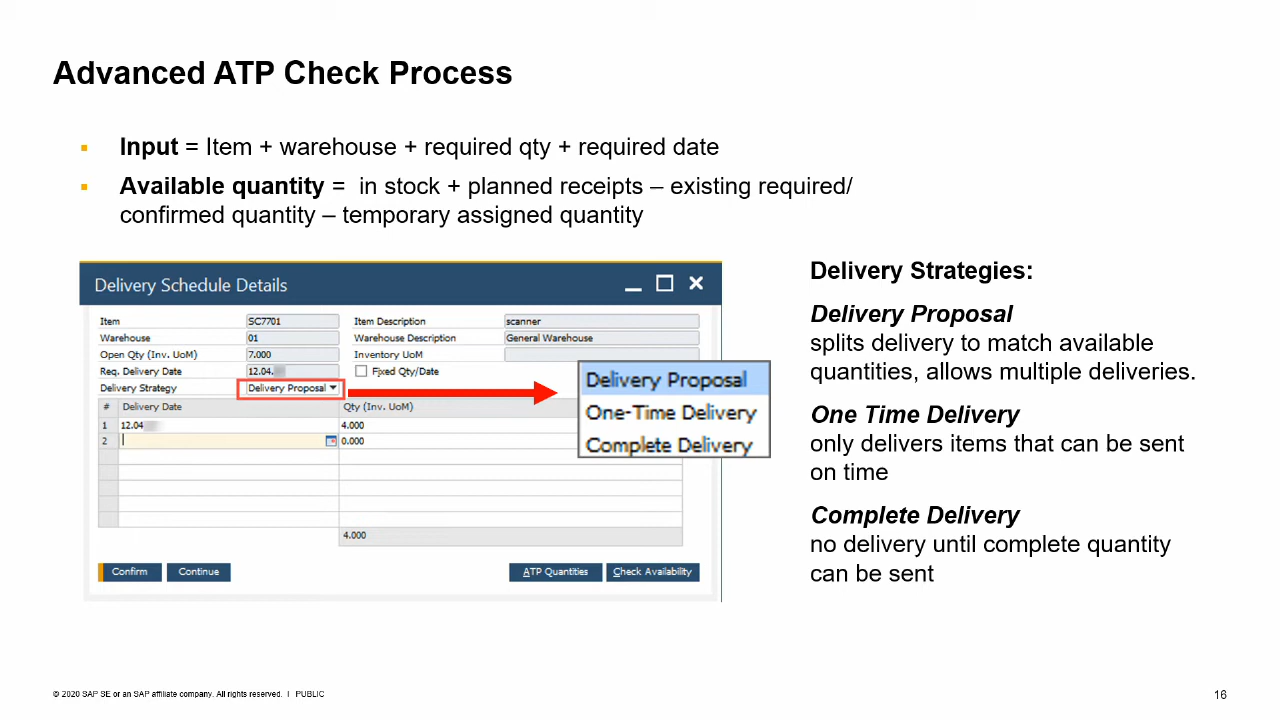 Advanced ATP Check Process
▪ Input = Item + warehouse + required qty + required date
▪ Available quantity = in stock + planned receipts – existing required/
confirmed quantity – temporary assigned quantity
Delivery Schedule Details
Item SC7701 Item Description scanner
Warehouse 01 Warehouse Description General Warehouse
Open Qty (Inv. UoM) 7.000 Inventory UoM
Req. Delivery Date 12.04. Fixed Qty/Date
Delivery Strategy Delivery Proposal
# Delivery Date Qty (Inv. UoM)
1 12.04 4.000
2 0.000
4.000
Confirm Continue ATP Quantities Check Availability
Delivery Proposal
One-Time Delivery
Complete Delivery
Delivery Strategies:
Delivery Proposal
splits delivery to match available
quantities, allows multiple deliveries.
One Time Delivery
only delivers items that can be sent
on time
Complete Delivery
no delivery until complete quantity
can be sent
© 2020 SAP SE or an SAP affiliate company. All rights reserved. I PUBLIC
16